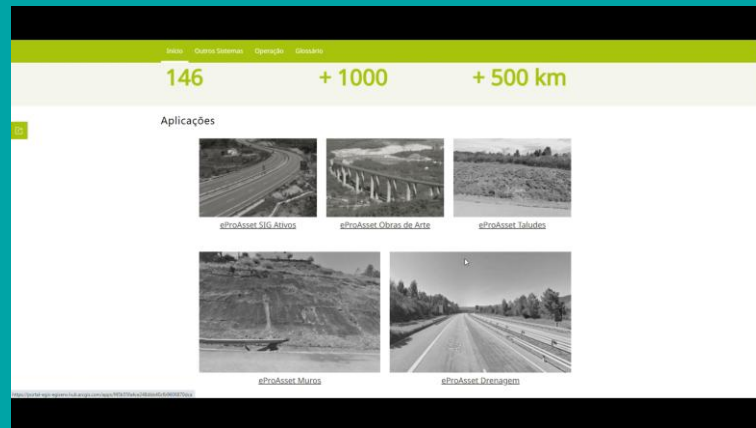 Início Outros Sistemas Operação Glossário
146 + 1000 + 500 km
Aplicações
eProAsset SIG Ativos eProAsset Obras de Arte eProAsset Taludes
eProAsset Muros eProAsset Drenagem